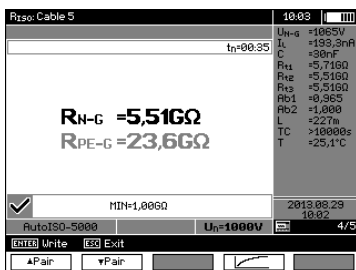 RISO: Cable 5
10:03
tn=00:35
UN-G =1065V
IL =193,3nA
C =30nF
Rt1 =5,71GΩ
Rt2 =5,51GΩ
Rt3 =5,51GΩ
Ab1 =0,965
Ab2 =1,000
L =227m
TC >10000s
T =25,1°C
RN-G =5,51GΩ
RPE-G =23,6GΩ
MIN=1,00GΩ
AutoISO-5000
Un=1000V
2013.08.29
10:02
4/5
ENTER Write ESC Exit
▲Pair
▼Pair